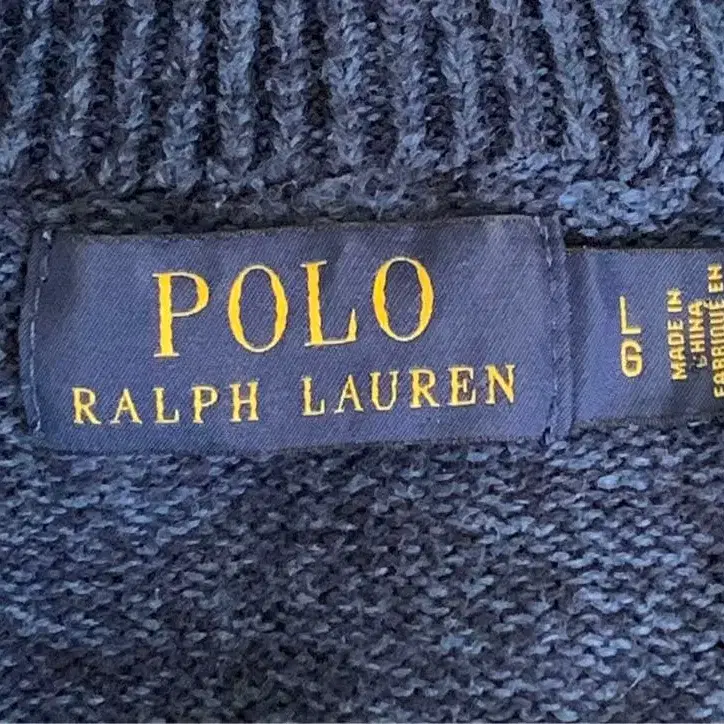 POLO
RALPH LAUREN
L
G
MADE IN
CHINA
FABRIQUÉ EN